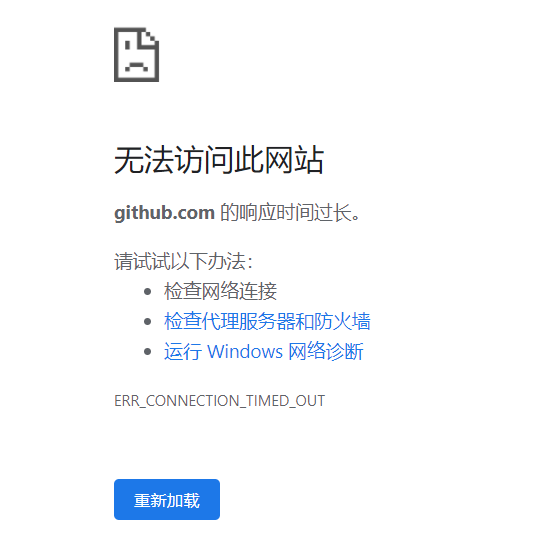 无法访问此网站
github.com 的响应时间过长。
请试试以下办法：
检查网络连接
检查代理服务器和防火墙
运行 Windows 网络诊断
ERR_CONNECTION_TIMED_OUT
重新加载